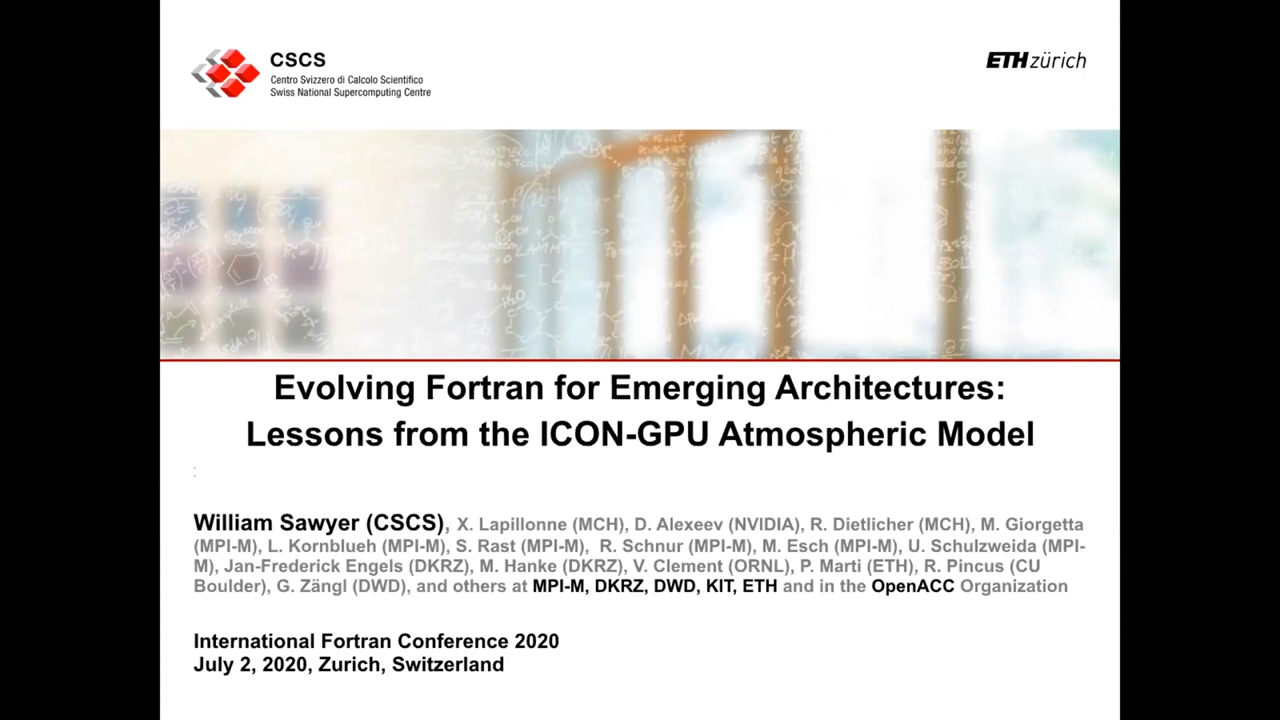 CSCS
Centro Svizzero di Calcolo Scientifico
Swiss National Supercomputing Centre
ETH zürich
Evolving Fortran for Emerging Architectures:
Lessons from the ICON-GPU Atmospheric Model
:
William Sawyer (CSCS), X. Lapillonne (MCH), D. Alexeev (NVIDIA), R. Dietlicher (MCH), M. Giorgetta
(MPI-M), L. Kornblueh (MPI-M), S. Rast (MPI-M), R. Schnur (MPI-M), M. Esch (MPI-M), U. Schulzweida (MPI-
M), Jan-Frederick Engels (DKRZ), M. Hanke (DKRZ), V. Clement (ORNL), P. Marti (ETH), R. Pincus (CU
Boulder), G. Zängl (DWD), and others at MPI-M, DKRZ, DWD, KIT, ETH and in the OpenACC Organization
International Fortran Conference 2020
July 2, 2020, Zurich, Switzerland